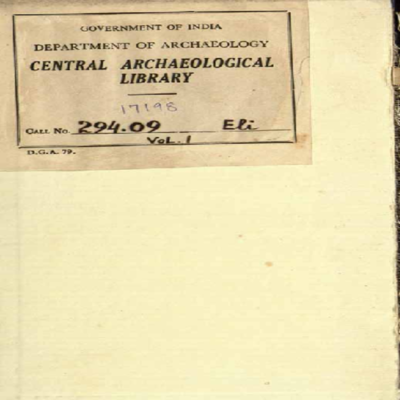 GOVERNMENT OF INDIA
DEPARTMENT OF ARCHAEOLOGY
CENTRAL ARCHAEOLOGICAL
LIBRARY
17198
CALL No. 294.09 Eli
VoL. 1
D.G.A. 79.